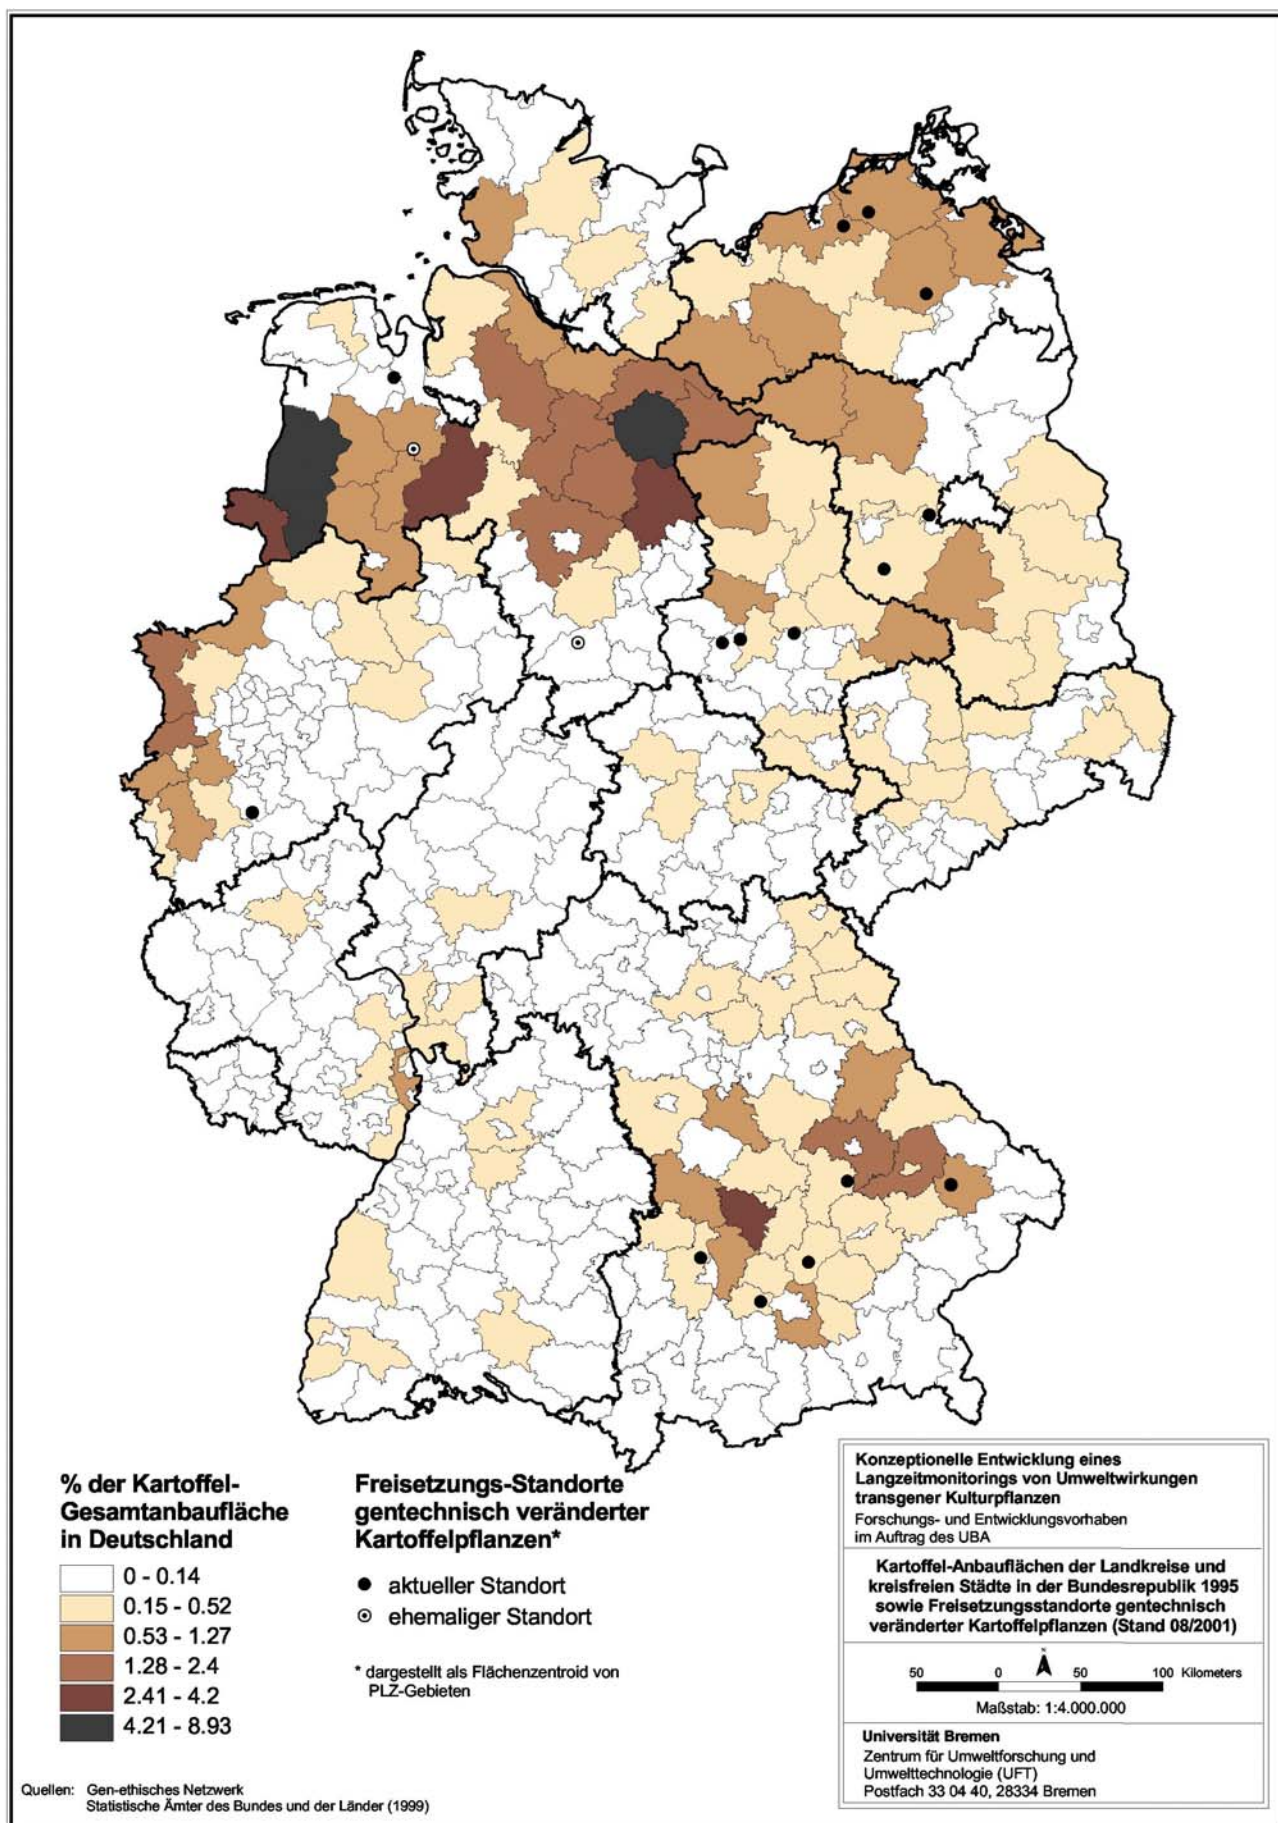 % der Kartoffel-
Gesamtanbaufläche
in Deutschland
0 - 0.14
0.15 - 0.52
0.53 - 1.27
1.28 - 2.4
2.41 - 4.2
4.21 - 8.93
Freisetzungs-Standorte
gentechnisch veränderter
Kartoffelpflanzen*
aktueller Standort
ehemaliger Standort
* dargestellt als Flächenzentroid von
PLZ-Gebieten
Quellen: Gen-ethisches Netzwerk
Statistische Ämter des Bundes und der Länder (1999)
Konzeptionelle Entwicklung eines
Langzeitmonitorings von Umweltwirkungen
transgener Kulturpflanzen
Forschungs- und Entwicklungsvorhaben
im Auftrag des UBA
Kartoffel-Anbauflächen der Landkreise und
kreisfreien Städte in der Bundesrepublik 1995
sowie Freisetzungsstandorte gentechnisch
veränderter Kartoffelpflanzen (Stand 08/2001)
N
50 0 50 100 Kilometers
Maßstab: 1:4.000.000
Universität Bremen
Zentrum für Umweltforschung und
Umwelttechnologie (UFT)
Postfach 33 04 40, 28334 Bremen